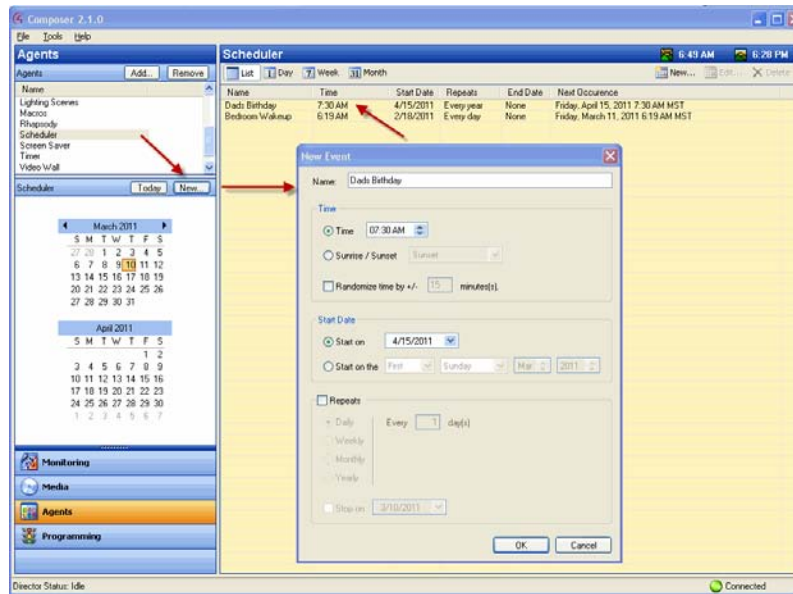 Composer 2.1.0
File Tools Help
Agents
Agents Add... Remove
Name
Lighting Scenes
Macros
Rhapsody
Scheduler
Screen Saver
Timer
Video Wall
Scheduler Today New...
March 2011
S M T W T F S
27 28 1 2 3 4 5
6 7 8 9 10 11 12
13 14 15 16 17 18 19
20 21 22 23 24 25 26
27 28 29 30 31
April 2011
S M T W T F S
1 2
3 4 5 6 7 8 9
10 11 12 13 14 15 16
17 18 19 20 21 22 23
24 25 26 27 28 29 30
1 2 3 4 5 6 7
Monitoring
Media
Agents
Programming
Scheduler 6:49 AM 6:28 PM
List 1 Day 7 Week 31 Month New... Edit... Delete
Name Time Start Date Repeats End Date Next Occurence
Dads Birthday 7:30 AM 4/15/2011 Every year None Friday, April 15, 2011 7:30 AM MST
Bedroom Wakeup 6:19 AM 2/18/2011 Every day None Friday, March 11, 2011 6:19 AM MST
New Event
Name: Dads Birthday
Time
Time 07:30 AM
Sunrise / Sunset Sunset
Randomize time by +/- 15 minutes(s).
Start Date
Start on 4/15/2011
Start on the First Sunday Mar 2011
Repeats
Daily Every 1 day(s)
Weekly
Monthly
Yearly
Stop on 3/10/2011
OK Cancel
Director Status: Idle Connected